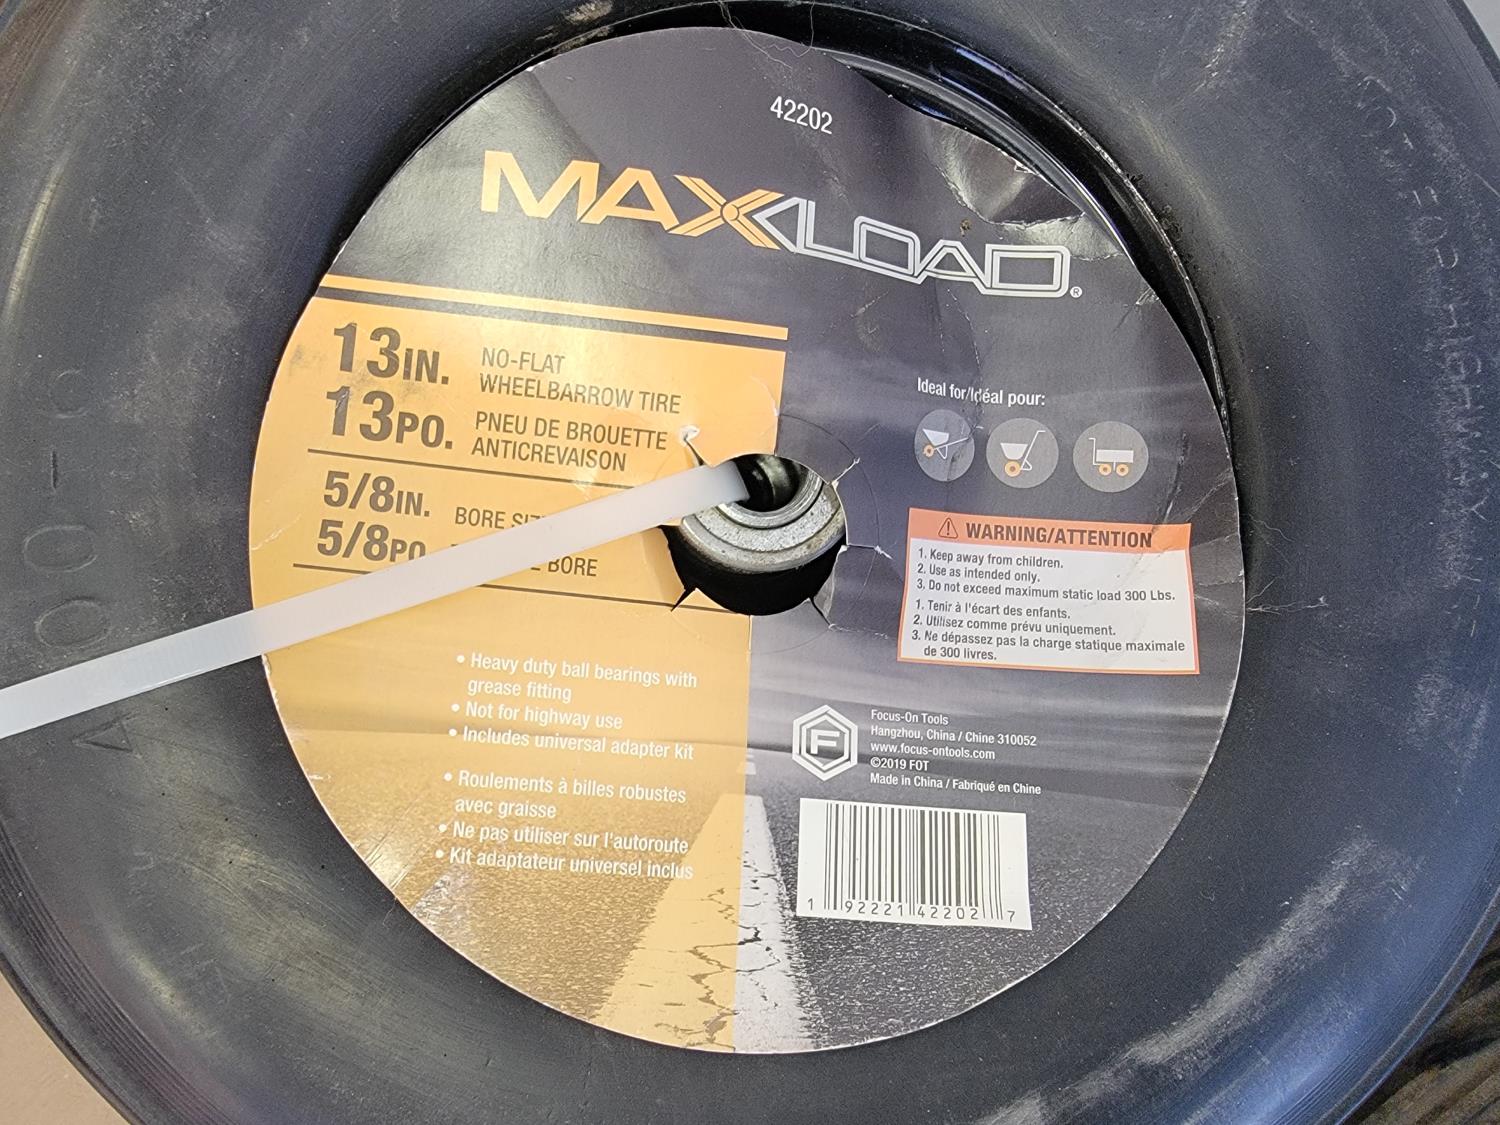 42202
MAXLOAD®
13IN. NO-FLAT
WHEELBARROW TIRE
13PO. PNEU DE BROUETTE
ANTICREVAISON
5/8IN. BORE
5/8PO BORE
• Heavy duty ball bearings with
grease fitting
• Not for highway use
• Includes universal adapter kit
• Roulements à billes robustes
avec graisse
• Ne pas utiliser sur l'autoroute
• Kit adaptateur universel inclus
Ideal for/Idéal pour:
WARNING/ATTENTION
1. Keep away from children.
2. Use as intended only.
3. Do not exceed maximum static load 300 Lbs.
1. Tenir à l'écart des enfants.
2. Utilisez comme prévu uniquement.
3. Ne dépassez pas la charge statique maximale
de 300 livres.
F
Focus-On Tools
Hangzhou, China / Chine 310052
www.focus-ontools.com
©2019 FOT
Made in China / Fabriqué en Chine
1 92221 42202 7